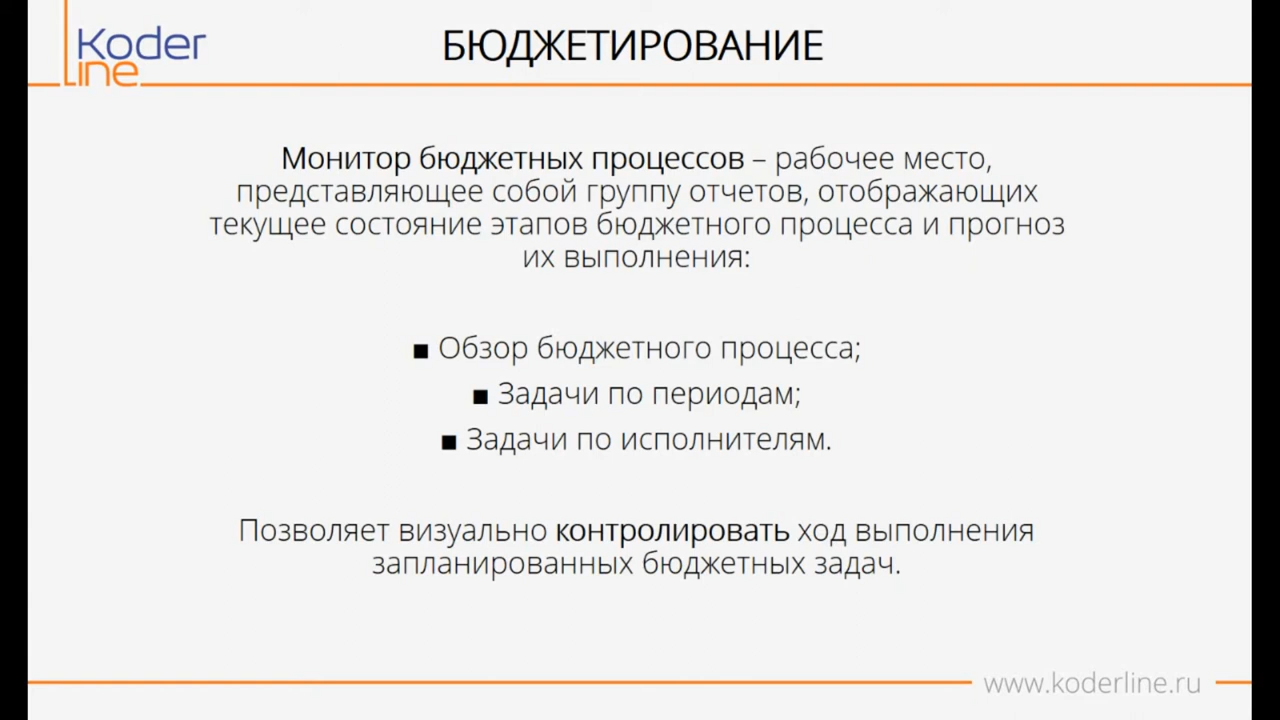 Koder
line
БЮДЖЕТИРОВАНИЕ
Монитор бюджетных процессов – рабочее место,
представляющее собой группу отчетов, отображающих
текущее состояние этапов бюджетного процесса и прогноз
их выполнения:
▪ Обзор бюджетного процесса;
▪ Задачи по периодам;
▪ Задачи по исполнителям.
Позволяет визуально контролировать ход выполнения
запланированных бюджетных задач.
www.koderline.ru